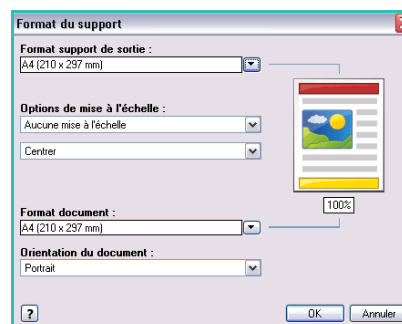 Format du support
Format support de sortie :
A4 (210 x 297 mm)
Options de mise à l'échelle :
Aucune mise à l'échelle
Centrer
100%
Format document :
A4 (210 x 297 mm)
Orientation du document :
Portrait
?
OK
Annuler